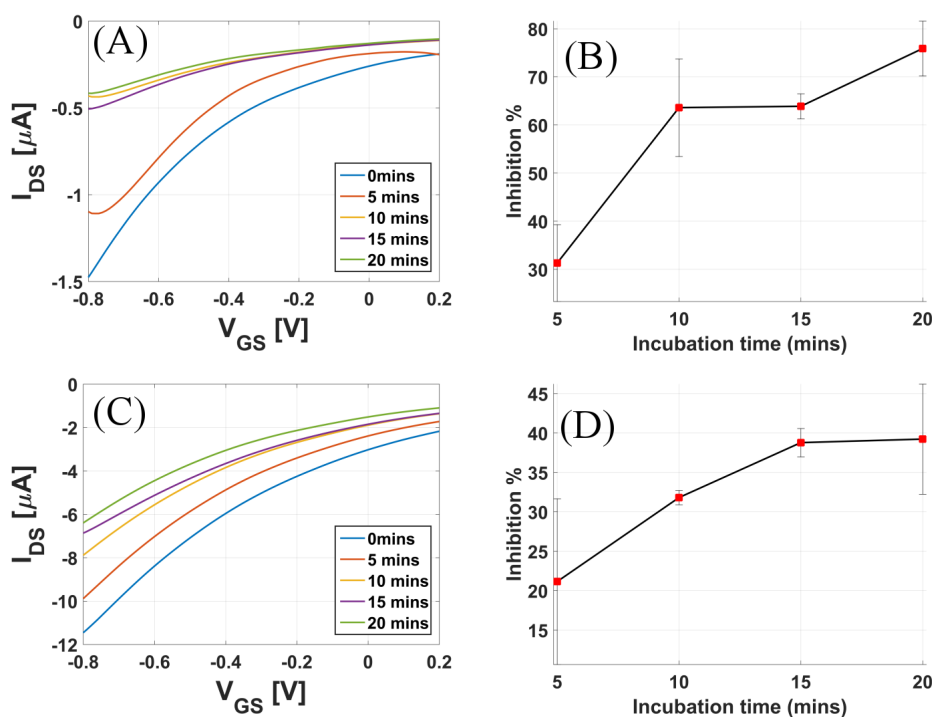 (A)
0
-0.5
-1
-1.5
I_DS [μA]
-0.8 -0.6 -0.4 -0.2 0 0.2
V_GS [V]
0mins
5 mins
10 mins
15 mins
20 mins
(B)
80
70
60
50
40
30
Inhibition %
5 10 15 20
Incubation time (mins)
(C)
0
-2
-4
-6
-8
-10
-12
I_DS [μA]
-0.8 -0.6 -0.4 -0.2 0 0.2
V_GS [V]
0mins
5 mins
10 mins
15 mins
20 mins
(D)
45
40
35
30
25
20
15
Inhibition %
5 10 15 20
Incubation time (mins)